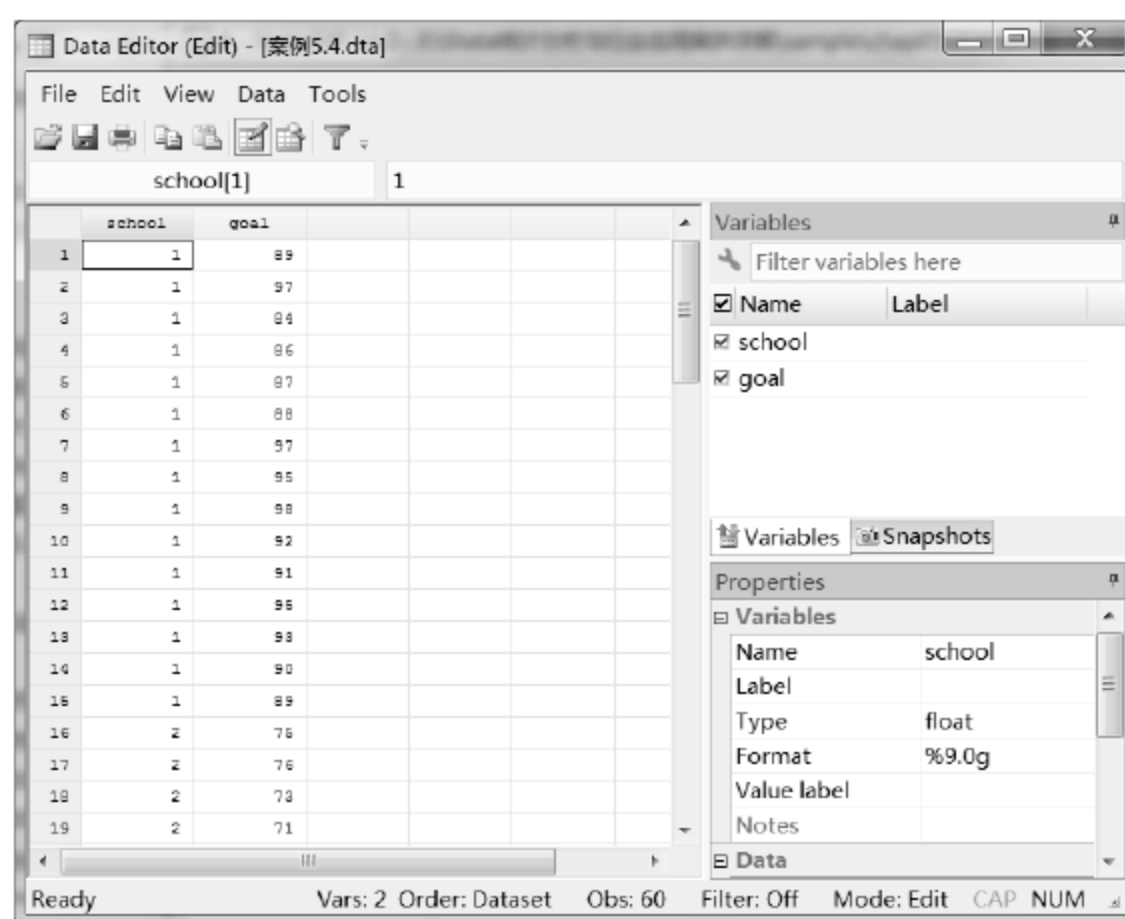 Data Editor (Edit) - [案例5.4.dta]
File Edit View Data Tools
school[1] 1
school goal
1 1 89
2 1 97
3 1 84
4 1 86
5 1 87
6 1 88
7 1 97
8 1 95
9 1 98
10 1 92
11 1 91
12 1 95
13 1 93
14 1 90
15 1 89
16 2 75
17 2 76
18 2 73
19 2 71
Variables
Filter variables here
Name Label
school
goal
Variables Snapshots
Properties
Variables
Name school
Label
Type float
Format %9.0g
Value label
Notes
Data
Ready Vars: 2 Order: Dataset Obs: 60 Filter: Off Mode: Edit CAP NUM